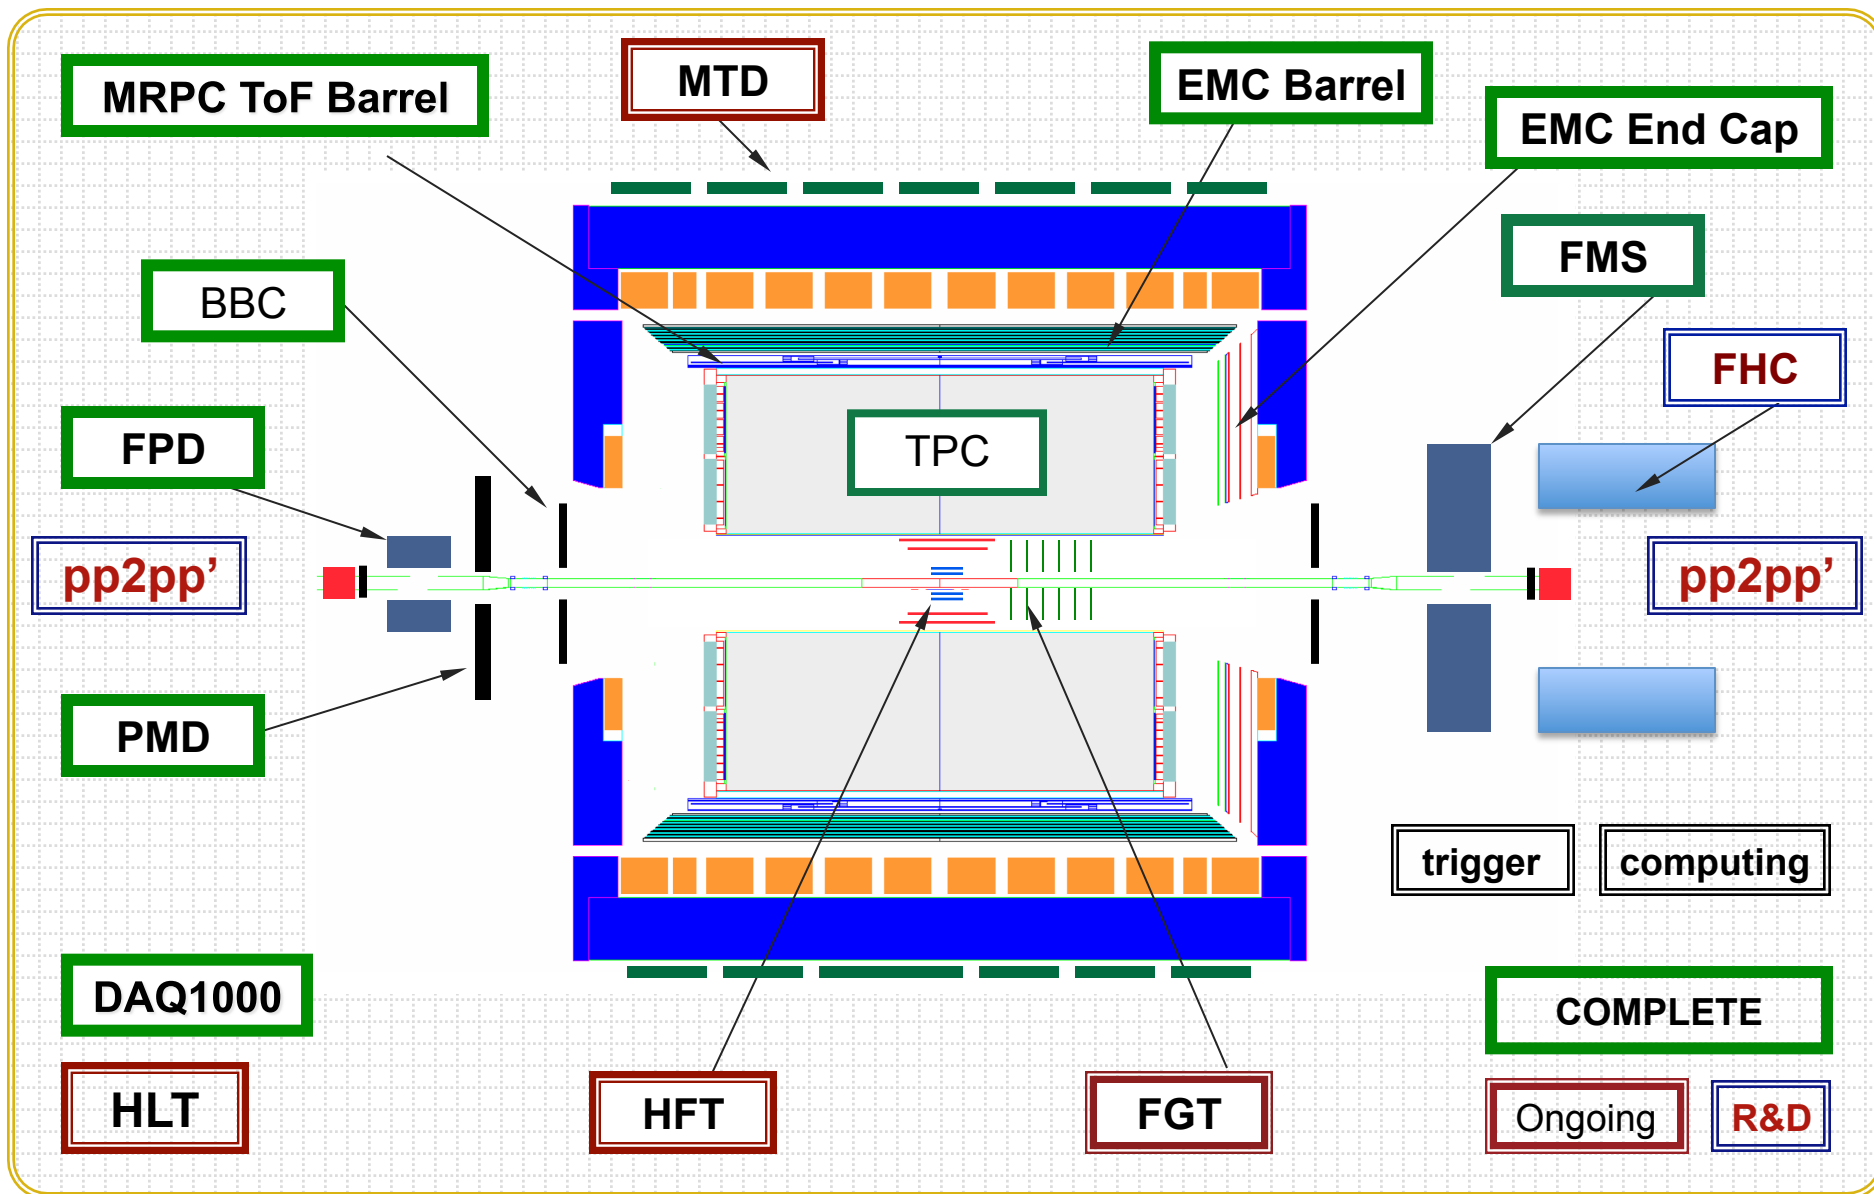 MRPC ToF Barrel
MTD
EMC Barrel
EMC End Cap
BBC
FMS
FHC
FPD
TPC
pp2pp’
pp2pp’
PMD
trigger
computing
DAQ1000
COMPLETE
HLT
HFT
FGT
Ongoing
R&D